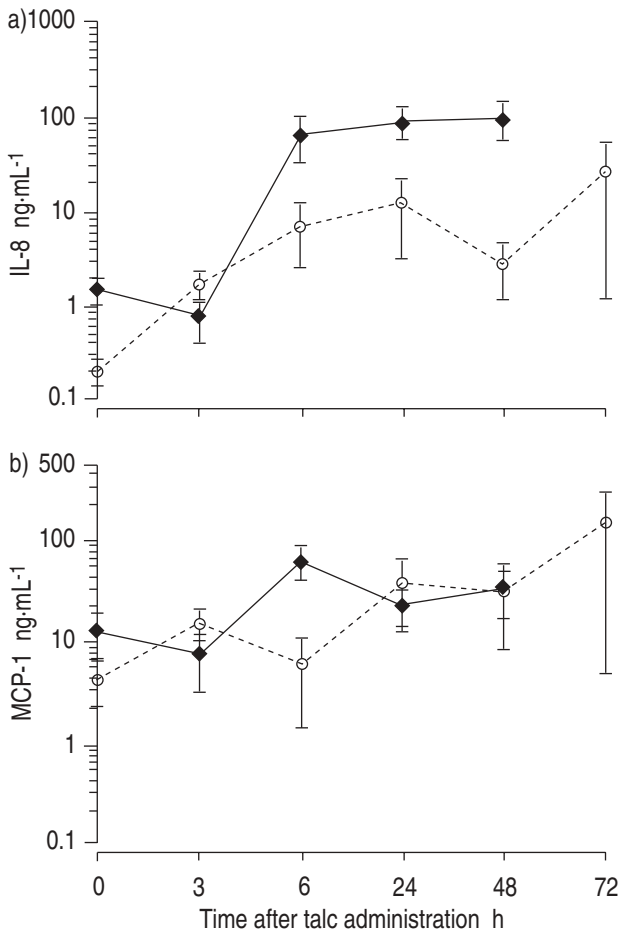 a) 1000
100
10
1
0.1
IL-8 ng·mL-1
b) 500
100
10
1
0.1
MCP-1 ng·mL-1
0 3 6 24 48 72
Time after talc administration h